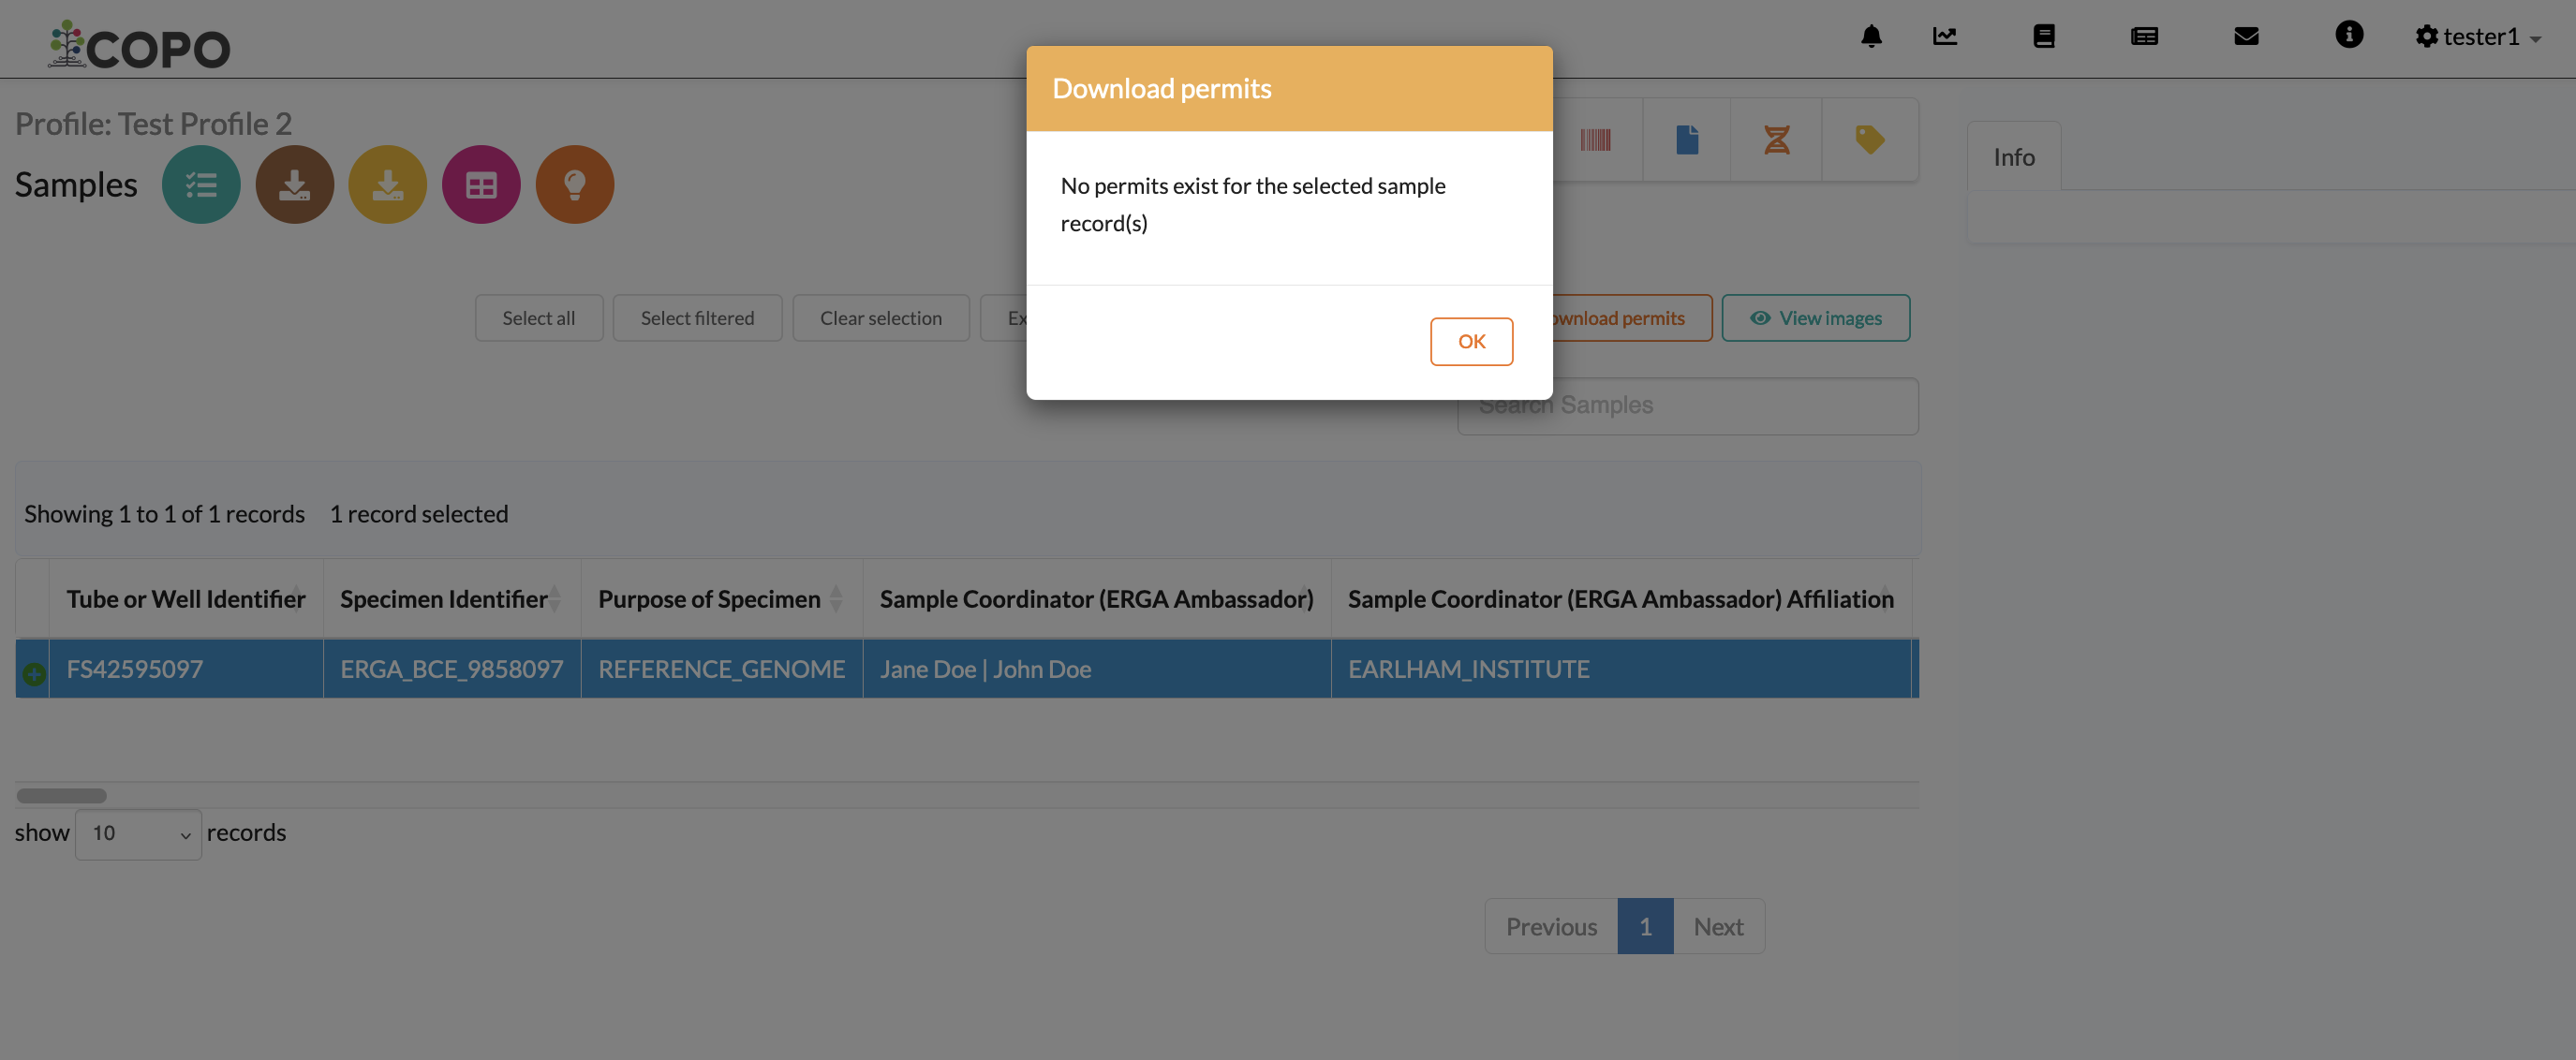 COPO
tester1
Download permits
Profile: Test Profile 2
Samples
Info
No permits exist for the selected sample
record(s)
Select all
Select filtered
Clear selection
Ex
ownload permits
View images
OK
Search Samples
Showing 1 to 1 of 1 records 1 record selected
Tube or Well Identifier Specimen Identifier Purpose of Specimen Sample Coordinator (ERGA Ambassador) Sample Coordinator (ERGA Ambassador) Affiliation
FS42595097 ERGA_BCE_9858097 REFERENCE_GENOME Jane Doe | John Doe EARLHAM_INSTITUTE
show 10 records
Previous 1 Next